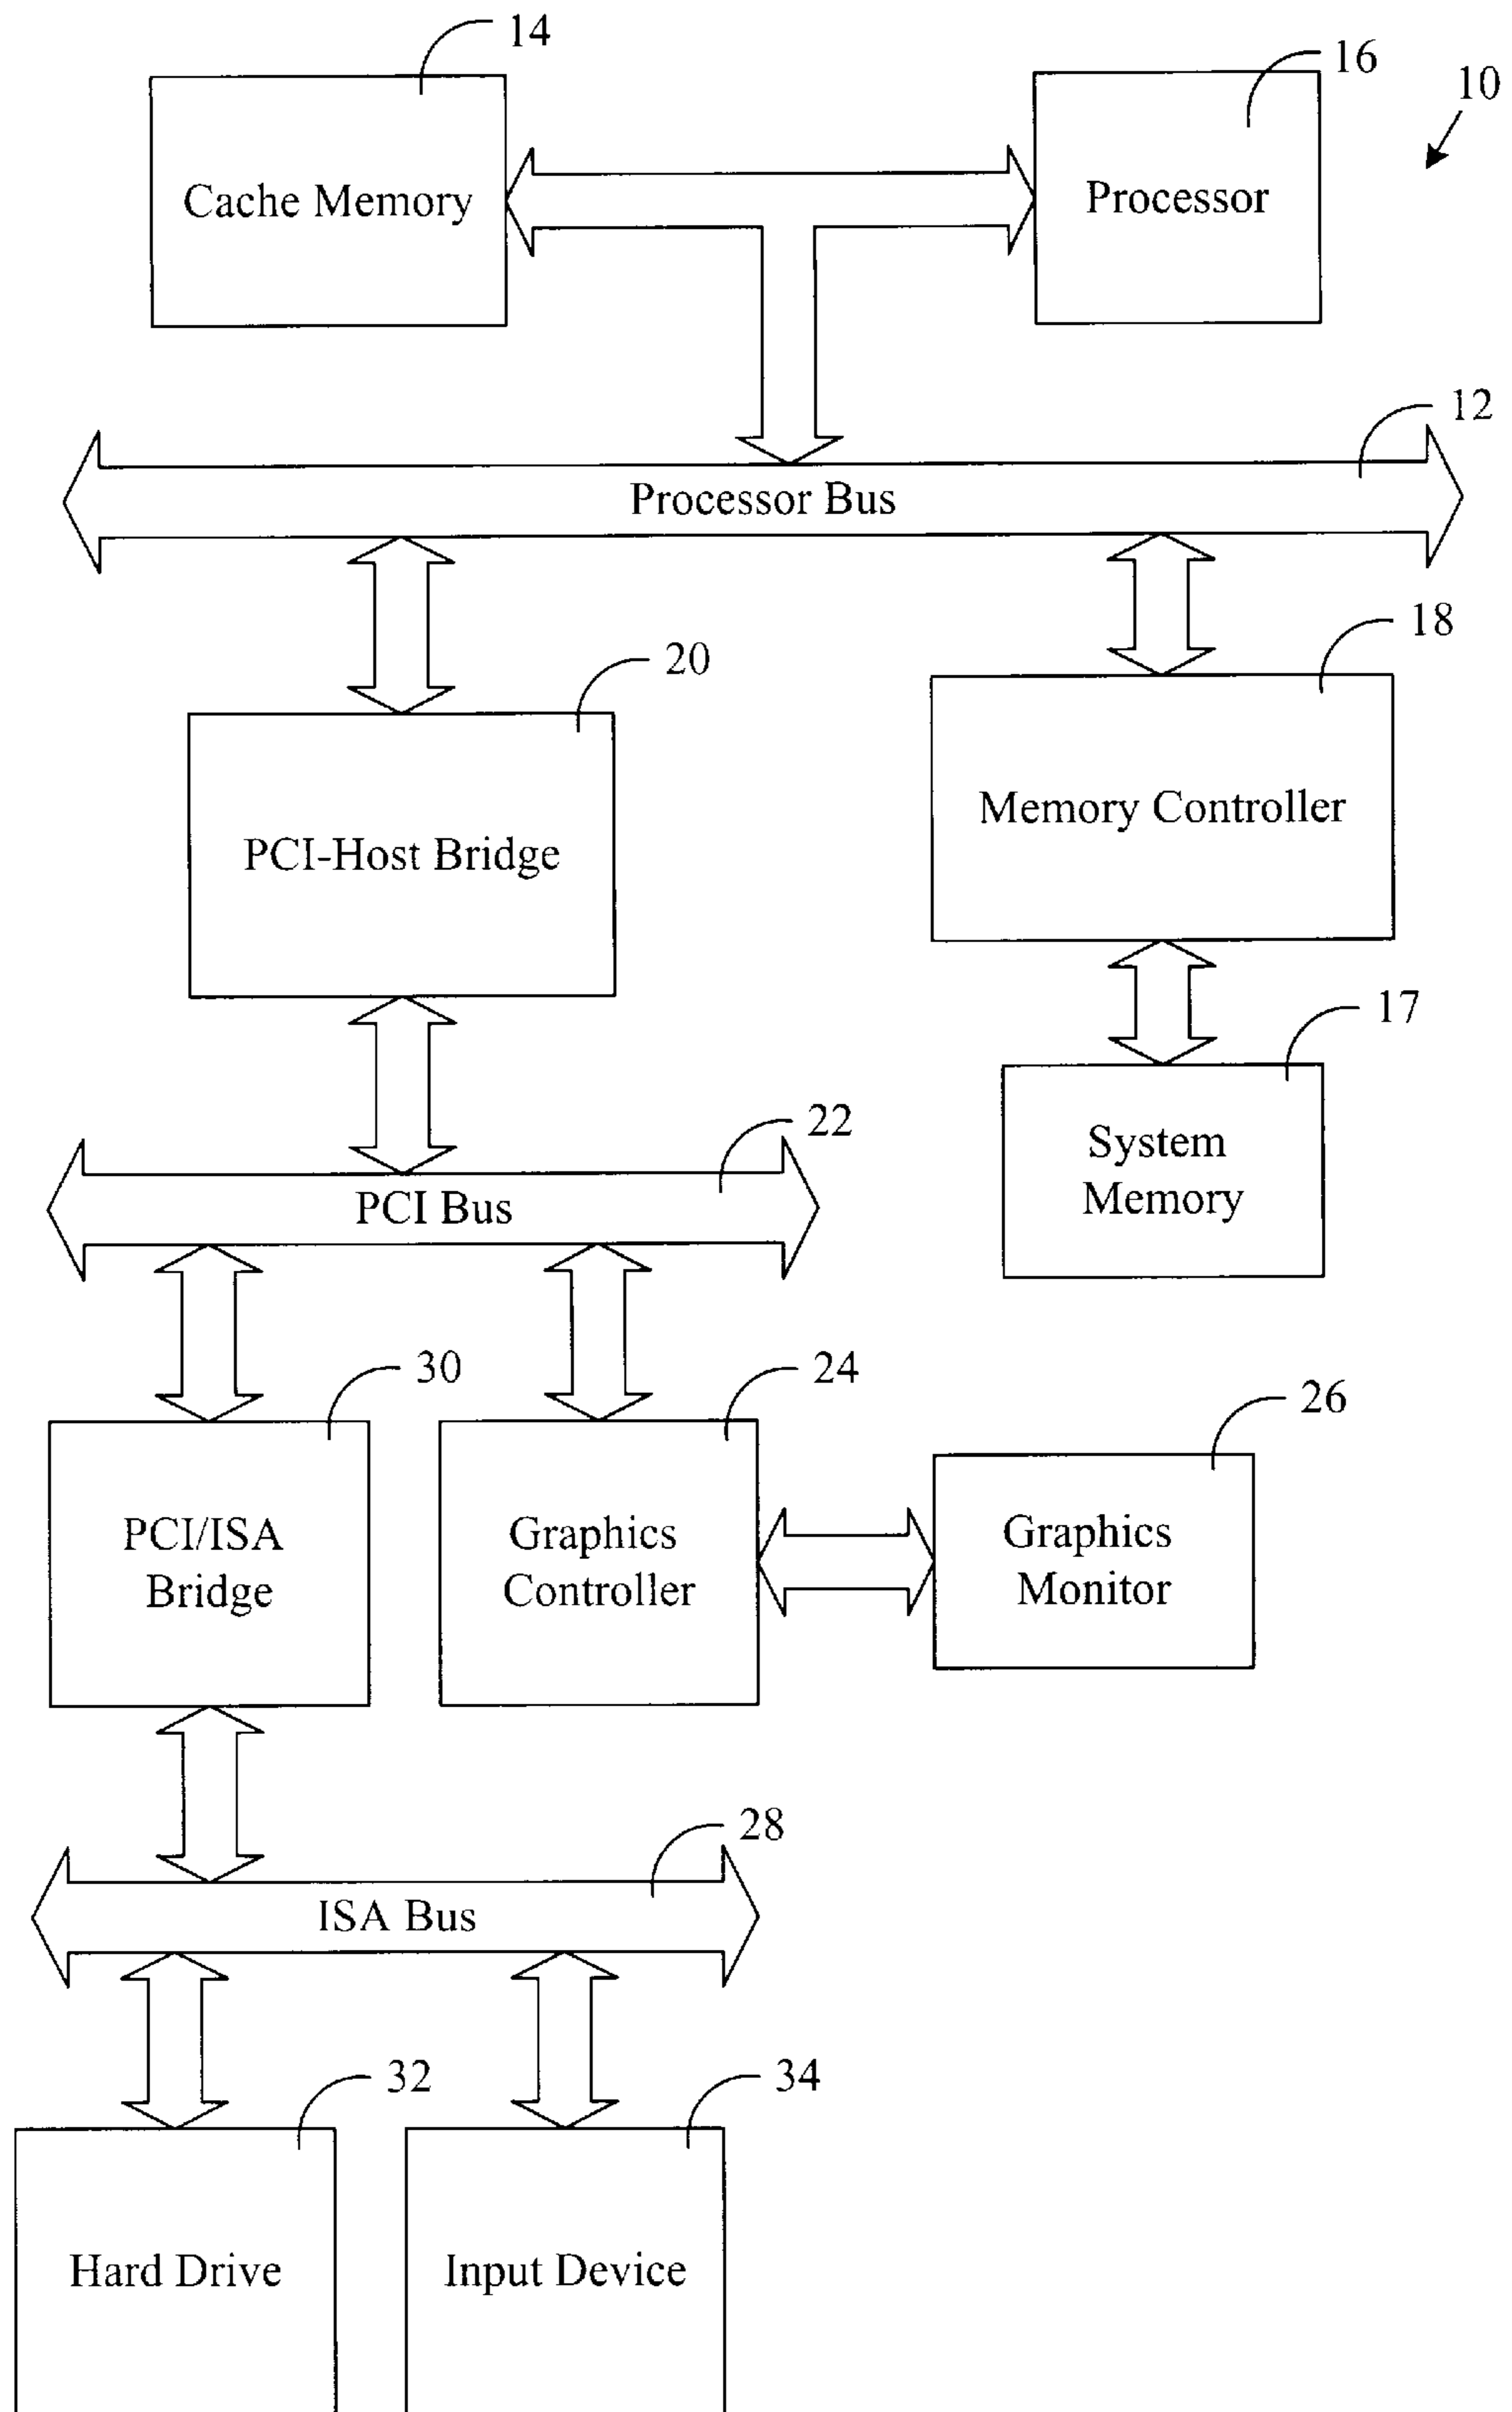 14
16
10
Cache Memory
Processor
12
Processor Bus
18
20
Memory Controller
PCI-Host Bridge
17
22
System
Memory
PCI Bus
30
24
26
PCI/ISA
Bridge
Graphics
Controller
Graphics
Monitor
28
ISA Bus
32
34
Hard Drive
Input Device